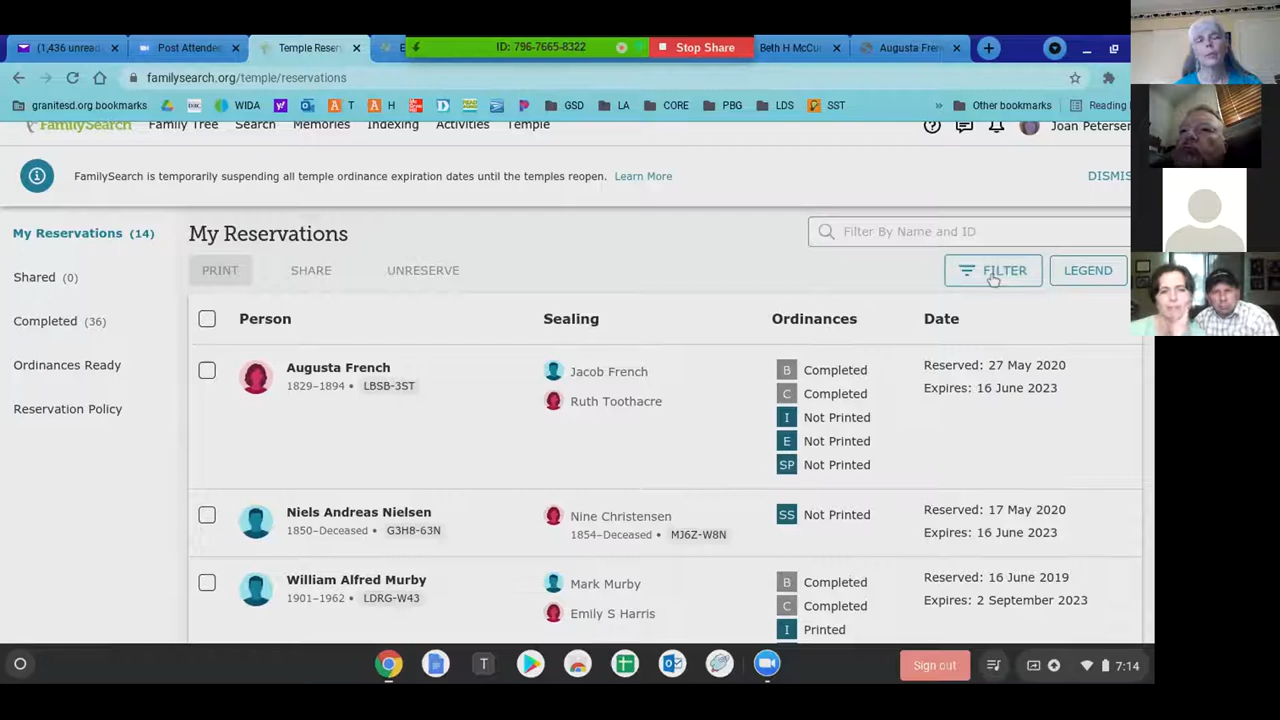 (1,436 unread
Post Attende
Temple Reser
E
ID: 796-7665-8322
Stop Share
Beth H McCu
Augusta Fren
familysearch.org/temple/reservations
granitesd.org bookmarks
WIDA
T
H
GSD
LA
CORE
PBG
LDS
SST
»
Other bookmarks
Reading
FamilySearch
Family Tree
Search
Memories
Indexing
Activities
Temple
Joan Petersen
FamilySearch is temporarily suspending all temple ordinance expiration dates until the temples reopen. Learn More
DISMIS
My Reservations (14)
Shared (0)
Completed (36)
Ordinances Ready
Reservation Policy
My Reservations
Filter By Name and ID
PRINT
SHARE
UNRESERVE
FILTER
LEGEND
Person
Sealing
Ordinances
Date
Augusta French
1829–1894 • LBSB-3ST
Jacob French
Ruth Toothacre
B Completed
C Completed
I Not Printed
E Not Printed
SP Not Printed
Reserved: 27 May 2020
Expires: 16 June 2023
Niels Andreas Nielsen
1850–Deceased • G3H8-63N
Nine Christensen
1854–Deceased • MJ6Z-W8N
SS Not Printed
Reserved: 17 May 2020
Expires: 16 June 2023
William Alfred Murby
1901–1962 • LDRG-W43
Mark Murby
Emily S Harris
B Completed
C Completed
I Printed
Reserved: 16 June 2019
Expires: 2 September 2023
T
Sign out
7:14